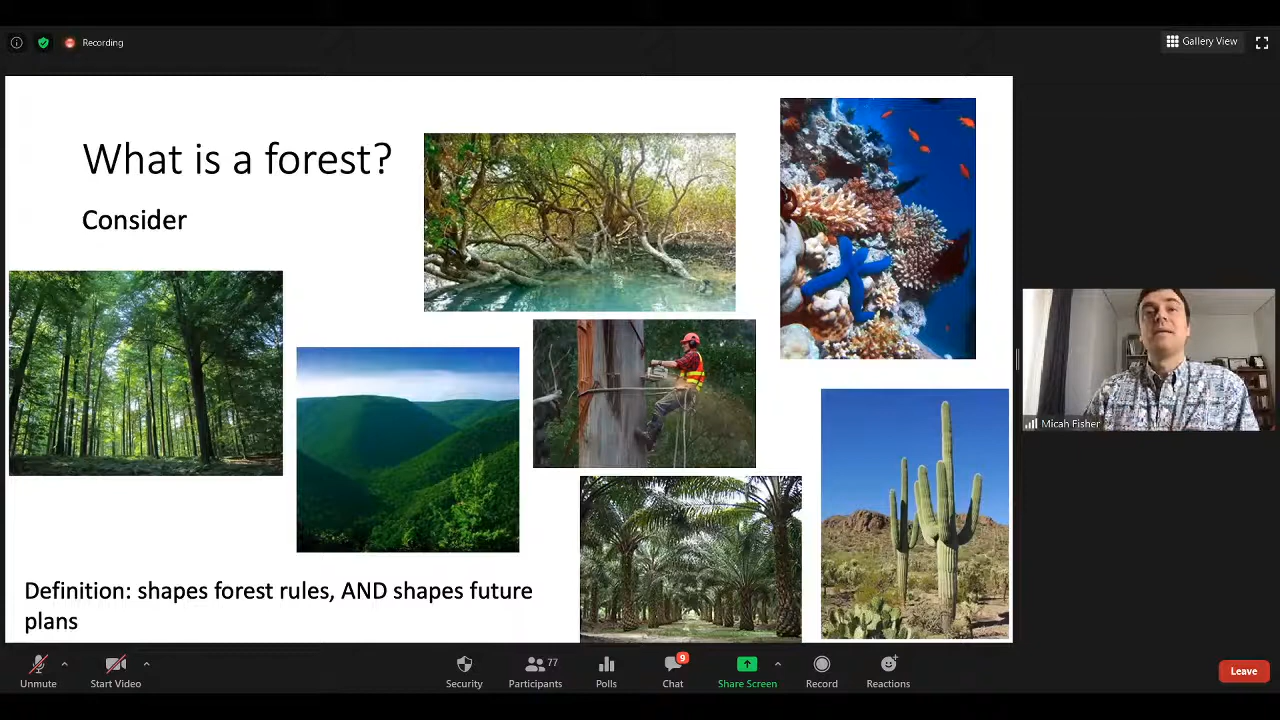 Recording
Gallery View
What is a forest?
Consider
Micah Fisher
Definition: shapes forest rules, AND shapes future
plans
Unmute
Start Video
Security
77
Participants
Polls
9
Chat
Share Screen
Record
Reactions
Leave